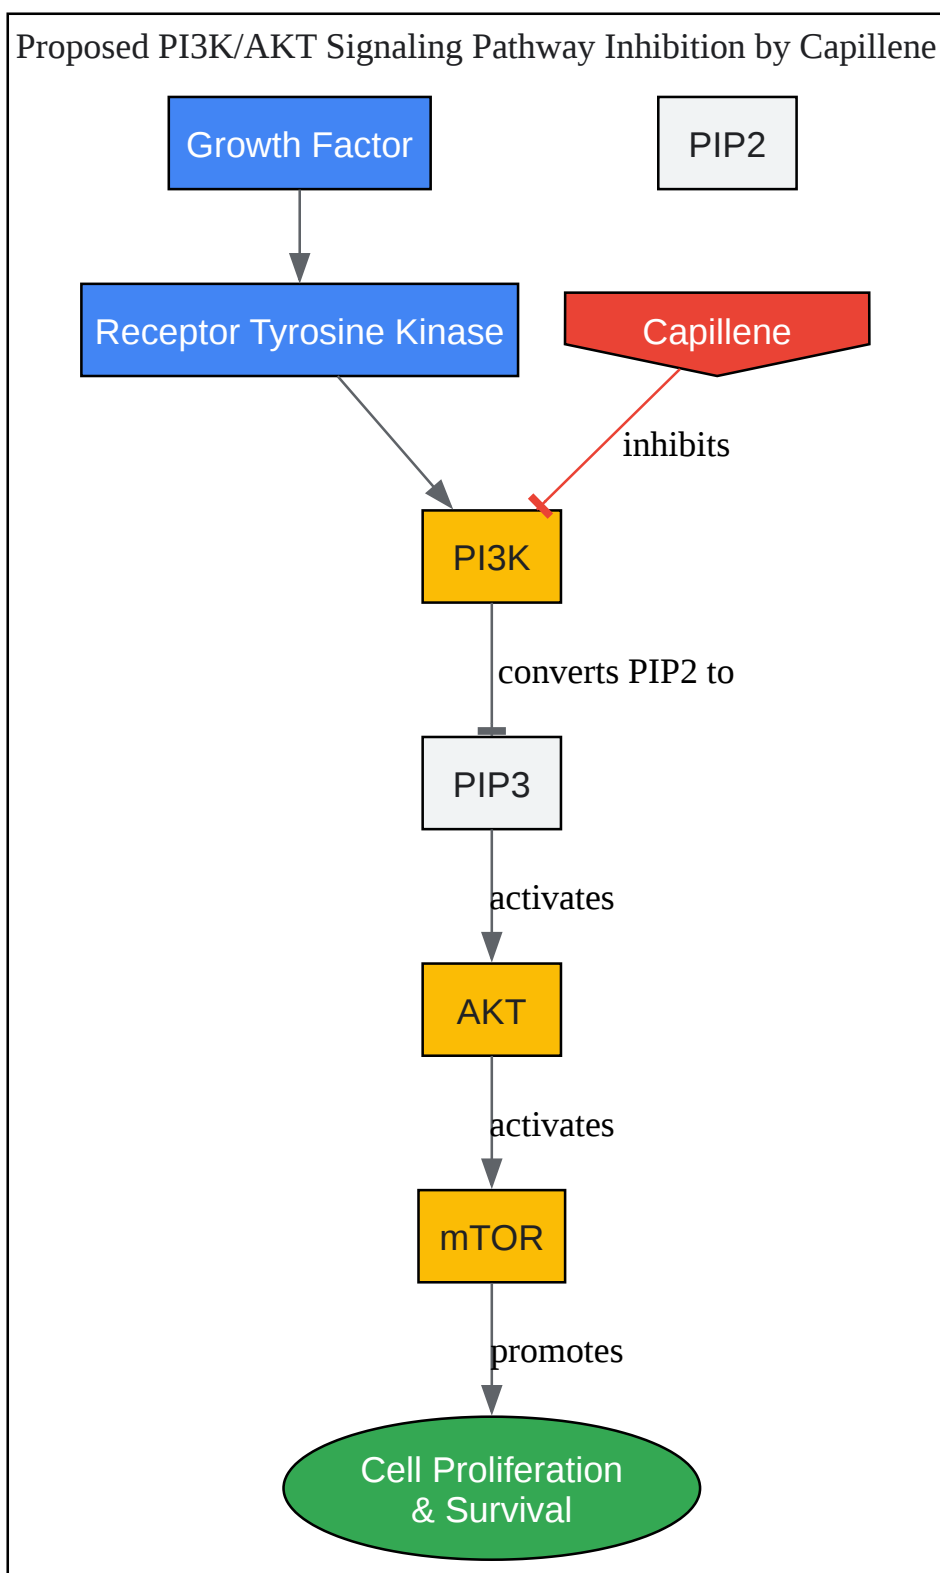 Proposed PI3K/AKT Signaling Pathway Inhibition by Capillene
Growth Factor
PIP2
Receptor Tyrosine Kinase
Capillene
inhibits
PI3K
converts PIP2 to
PIP3
activates
AKT
activates
mTOR
promotes
Cell Proliferation
& Survival